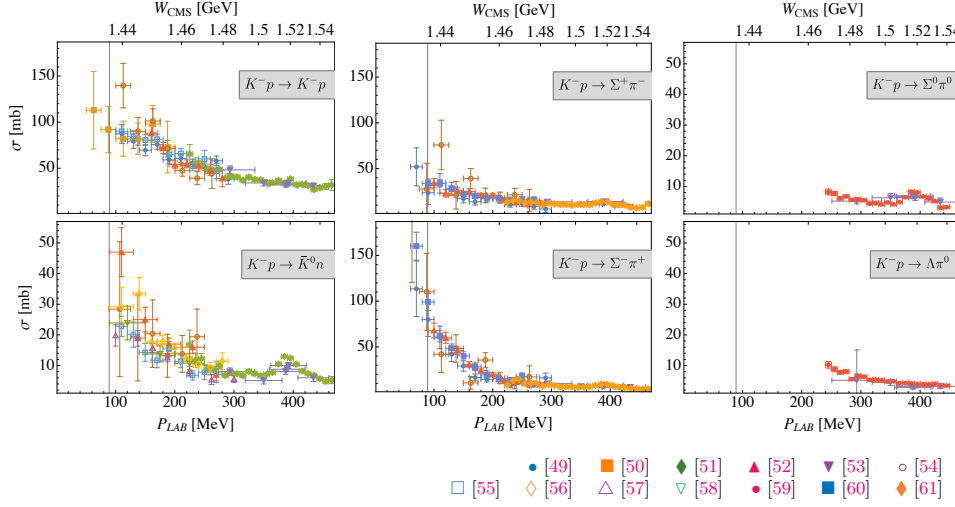 W_CMS [GeV] W_CMS [GeV] W_CMS [GeV]
1.44 1.46 1.48 1.5 1.52 1.54 1.44 1.46 1.48 1.5 1.52 1.54 1.44 1.46 1.48 1.5 1.52 1.54
σ [mb]
150
100
50
K⁻p → K⁻p
150
100
50
K⁻p → Σ⁺π⁻
50
40
30
20
10
K⁻p → Σ⁰π⁰
σ [mb]
50
40
30
20
10
K⁻p → K̄⁰n
150
100
50
K⁻p → Σ⁻π⁺
50
40
30
20
10
K⁻p → Λπ⁰
100 200 300 400 100 200 300 400 100 200 300 400
P_LAB [MeV] P_LAB [MeV] P_LAB [MeV]
[49] [50] [51] [52] [53] [54]
[55] [56] [57] [58] [59] [60] [61]